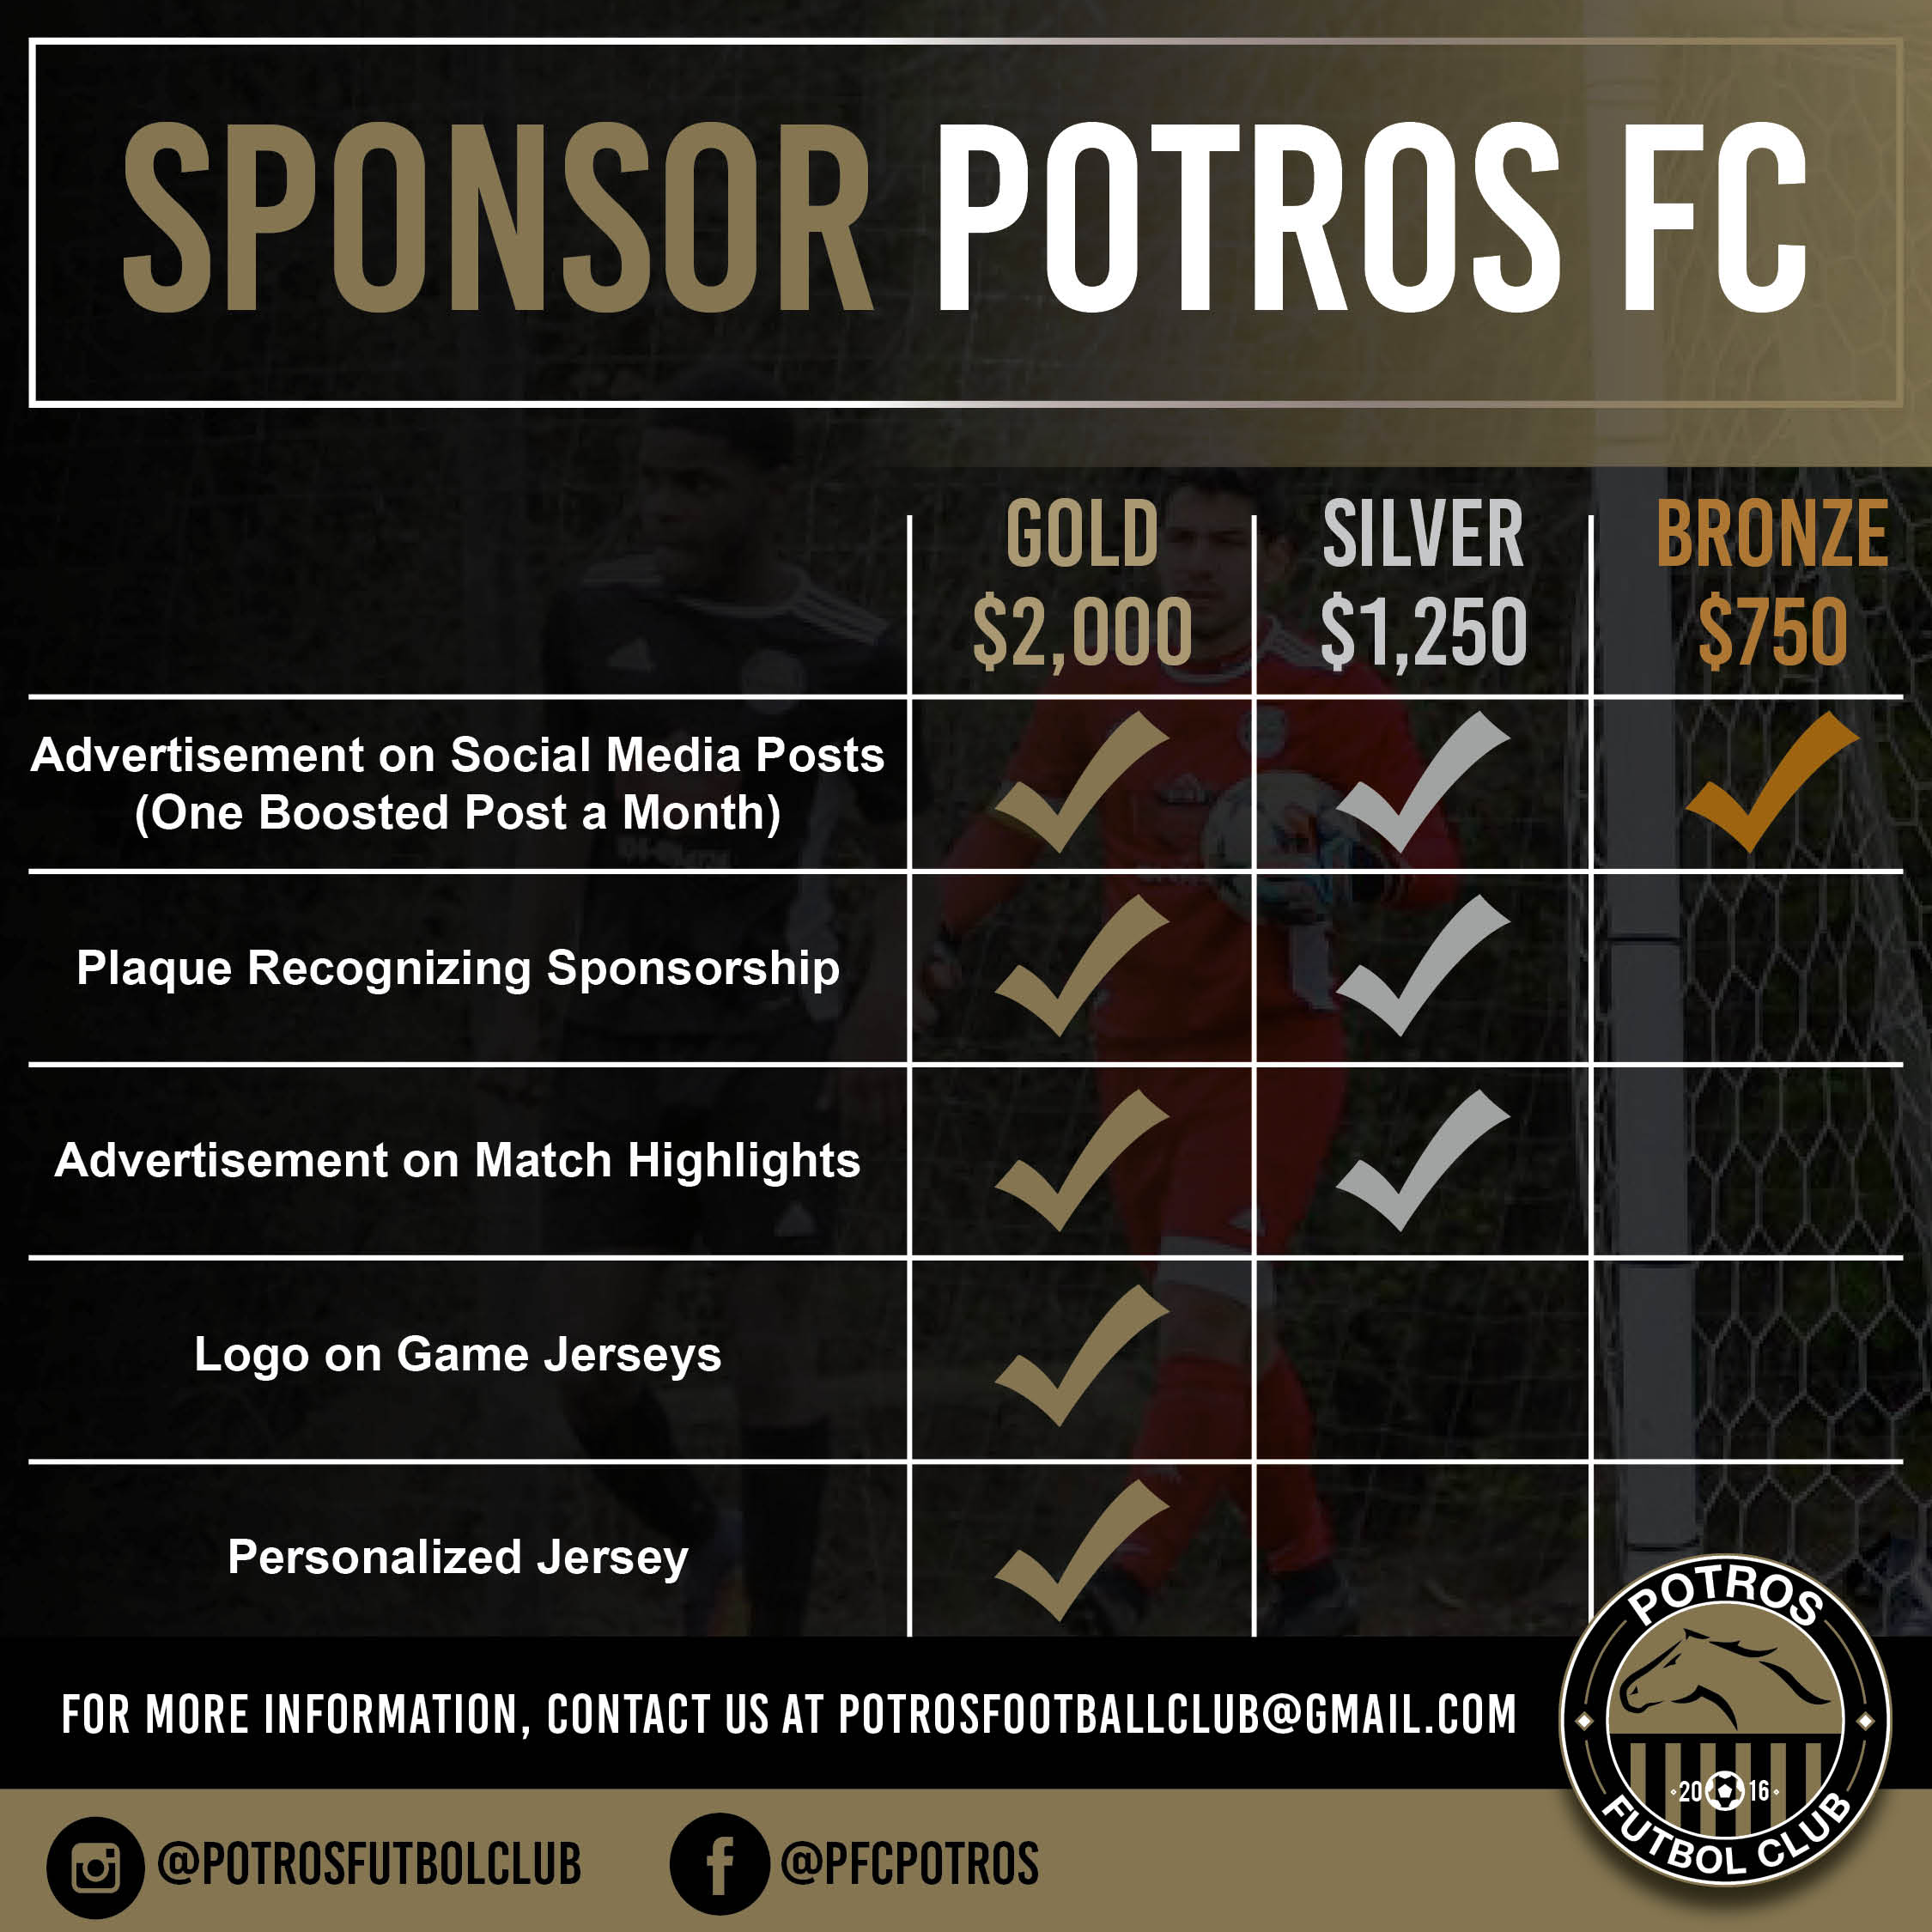 SPONSOR POTROS FC
GOLD SILVER BRONZE
$2,000 $1,250 $750
Advertisement on Social Media Posts
(One Boosted Post a Month)
Plaque Recognizing Sponsorship
Advertisement on Match Highlights
Logo on Game Jerseys
Personalized Jersey
FOR MORE INFORMATION, CONTACT US AT POTROSFOOTBALLCLUB@GMAIL.COM
POTROS
20 16
FUTBOL CLUB
@POTROSFUTBOLCLUB @PFCPOTROS